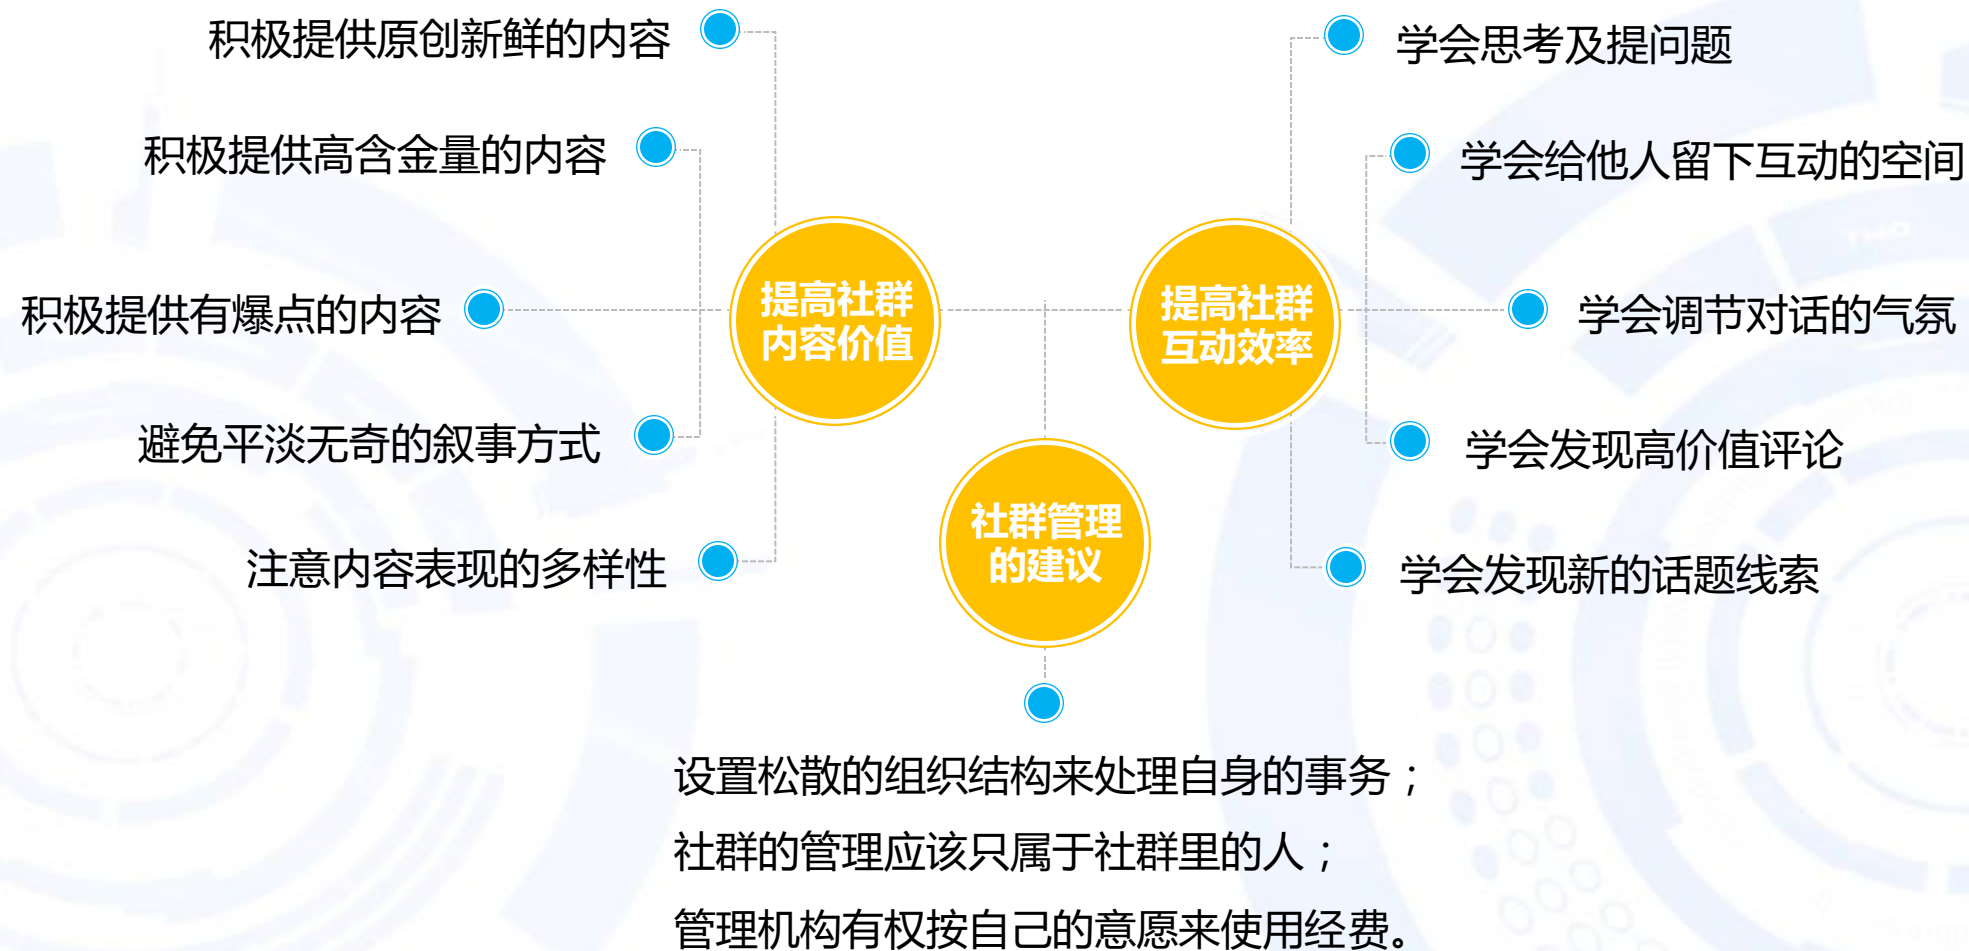 积极提供原创新鲜的内容
积极提供高含金量的内容
积极提供有爆点的内容
避免平淡无奇的叙事方式
注意内容表现的多样性
提高社群
内容价值
提高社群
互动效率
学会思考及提问题
学会给他人留下互动的空间
学会调节对话的气氛
学会发现高价值评论
学会发现新的话题线索
社群管理
的建议
设置松散的组织结构来处理自身的事务；
社群的管理应该只属于社群里的人；
管理机构有权按自己的意愿来使用经费。